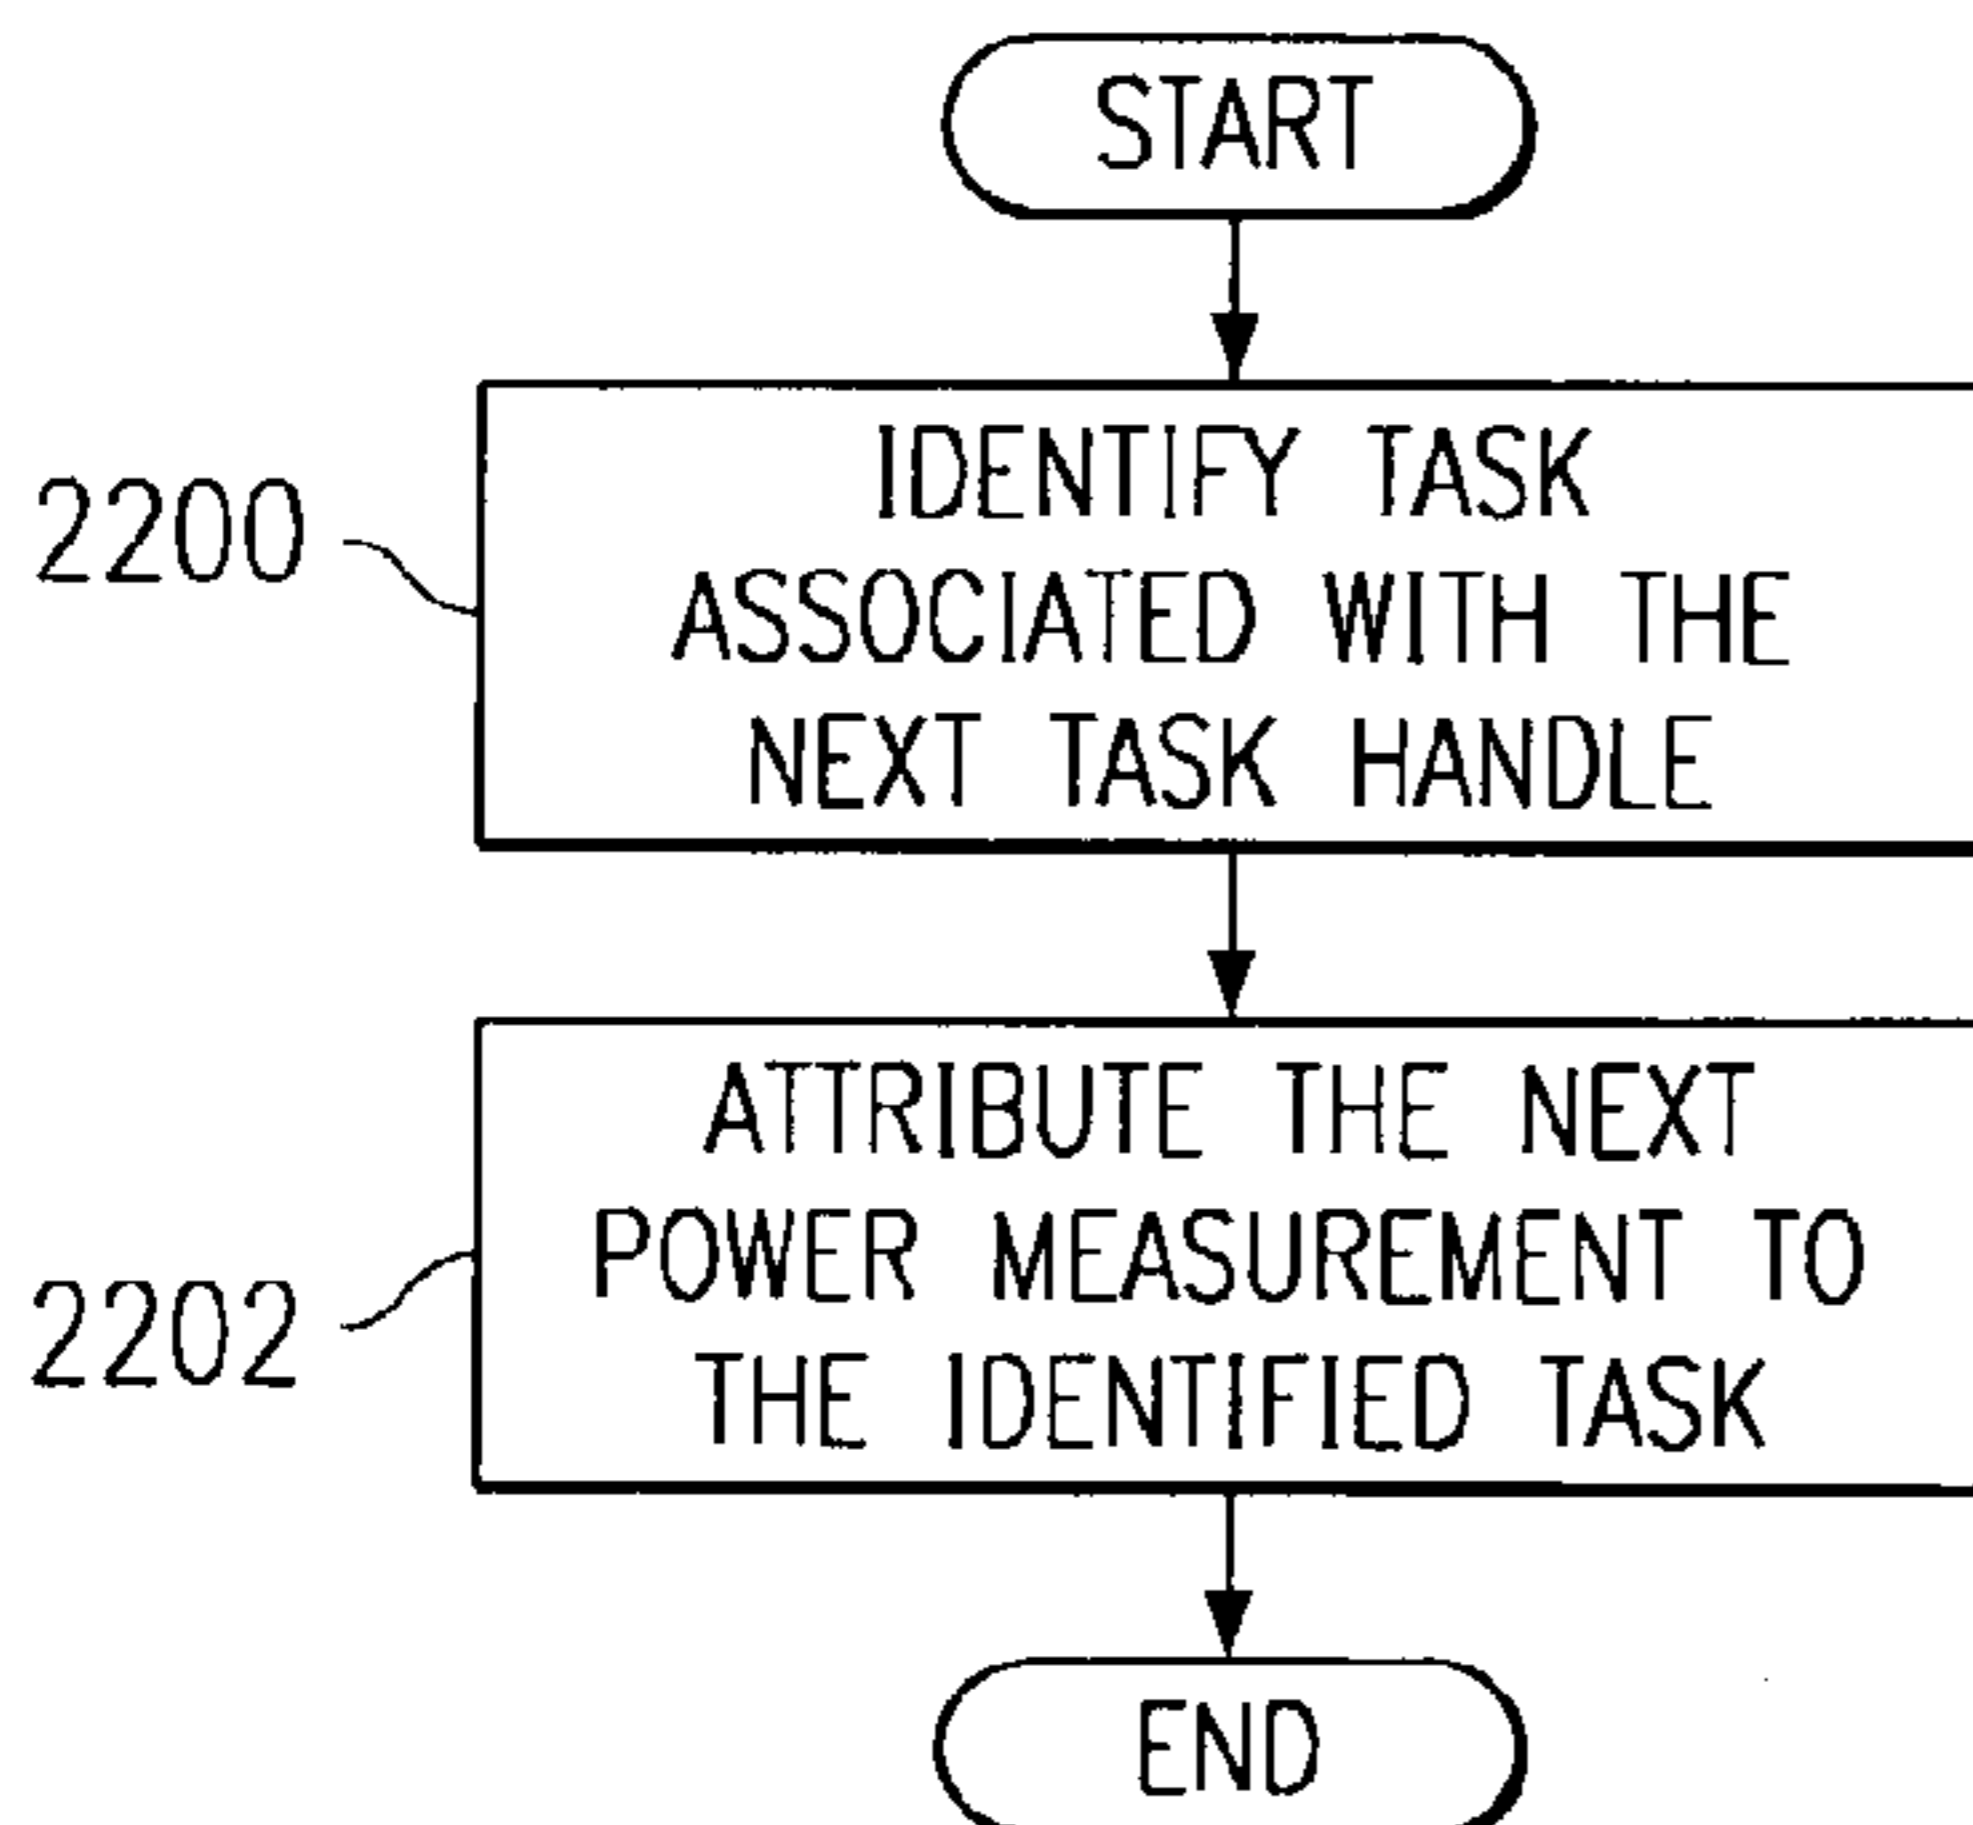 START
2200
IDENTIFY TASK
ASSOCIATED WITH THE
NEXT TASK HANDLE
2202
ATTRIBUTE THE NEXT
POWER MEASUREMENT TO
THE IDENTIFIED TASK
END